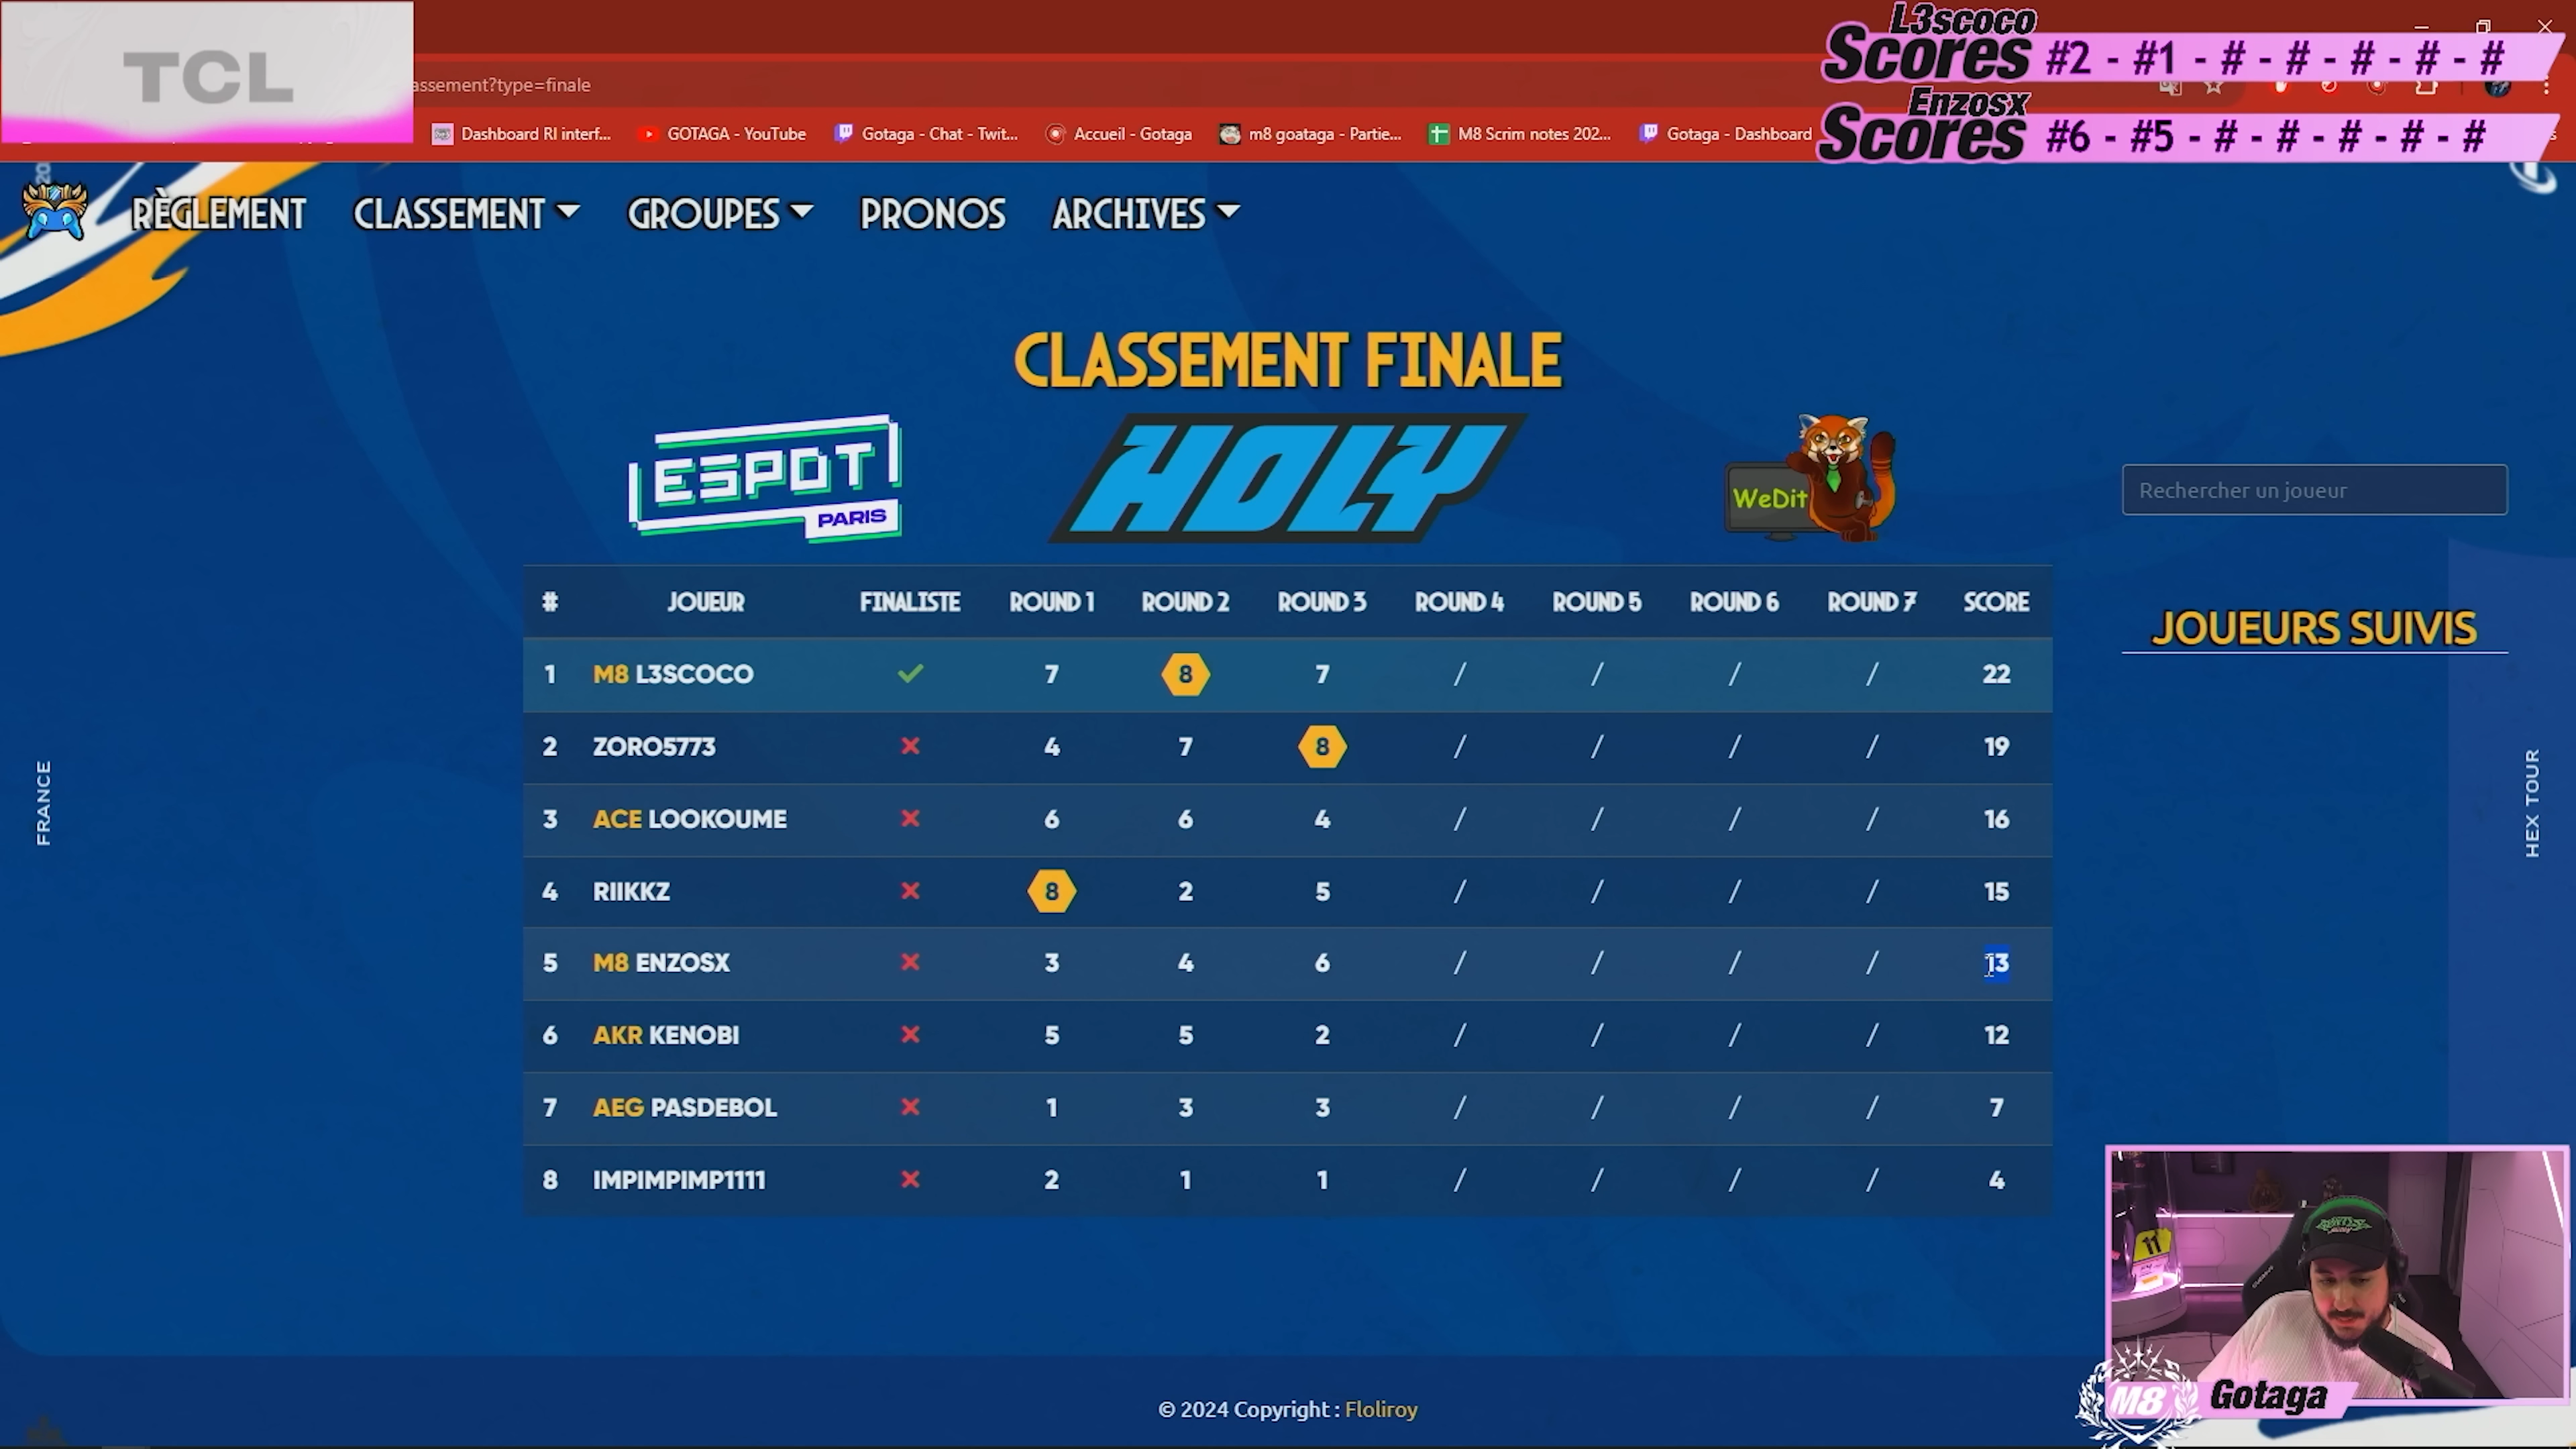 TCL
assement?type=finale
L3scoco
Scores #2 - #1 - # - # - # - # - #
Enzosx
Scores #6 - #5 - # - # - # - # - #
Dashboard RI interf... GOTAGA - YouTube Gotaga - Chat - Twit... Accueil - Gotaga m8 goataga - Partie... M8 Scrim notes 202... Gotaga - Dashboard
RÈGLEMENT CLASSEMENT GROUPES PRONOS ARCHIVES
CLASSEMENT FINALE
ESPOT
PARIS
HOLY
WeDit
Rechercher un joueur
JOUEURS SUIVIS
# JOUEUR FINALISTE ROUND 1 ROUND 2 ROUND 3 ROUND 4 ROUND 5 ROUND 6 ROUND 7 SCORE
1 M8 L3SCOCO 7 8 7 / / / / 22
2 ZORO5773 4 7 8 / / / / 19
3 ACE LOOKOUME 6 6 4 / / / / 16
4 RIIKKZ 8 2 5 / / / / 15
5 M8 ENZOSX 3 4 6 / / / / 13
6 AKR KENOBI 5 5 2 / / / / 12
7 AEG PASDEBOL 1 3 3 / / / / 7
8 IMPIMPIMP1111 2 1 1 / / / / 4
FRANCE
HEX TOUR
11
M8 Gotaga
© 2024 Copyright : Floliroy